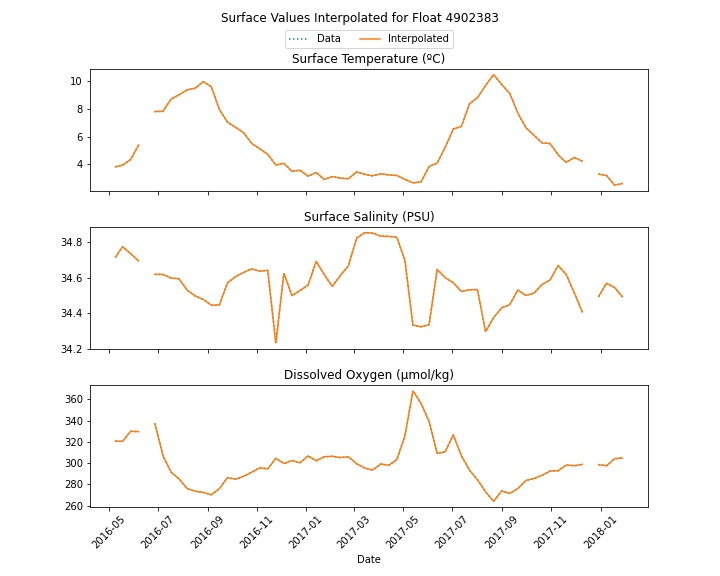 Surface Values Interpolated for Float 4902383
Data Interpolated
Surface Temperature (ºC)
10
8
6
4
Surface Salinity (PSU)
34.8
34.6
34.4
34.2
Dissolved Oxygen (µmol/kg)
360
340
320
300
280
260
2016-05 2016-07 2016-09 2016-11 2017-01 2017-03 2017-05 2017-07 2017-09 2017-11 2018-01
Date